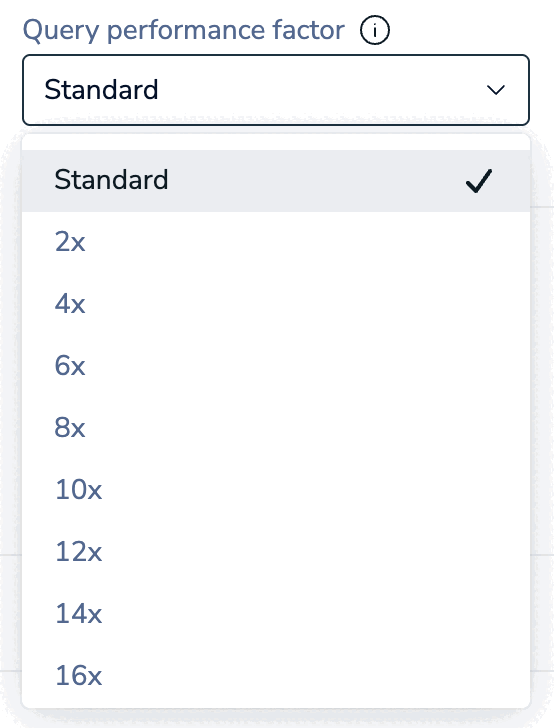 Query performance factor
Standard
Standard
2x
4x
6x
8x
10x
12x
14x
16x